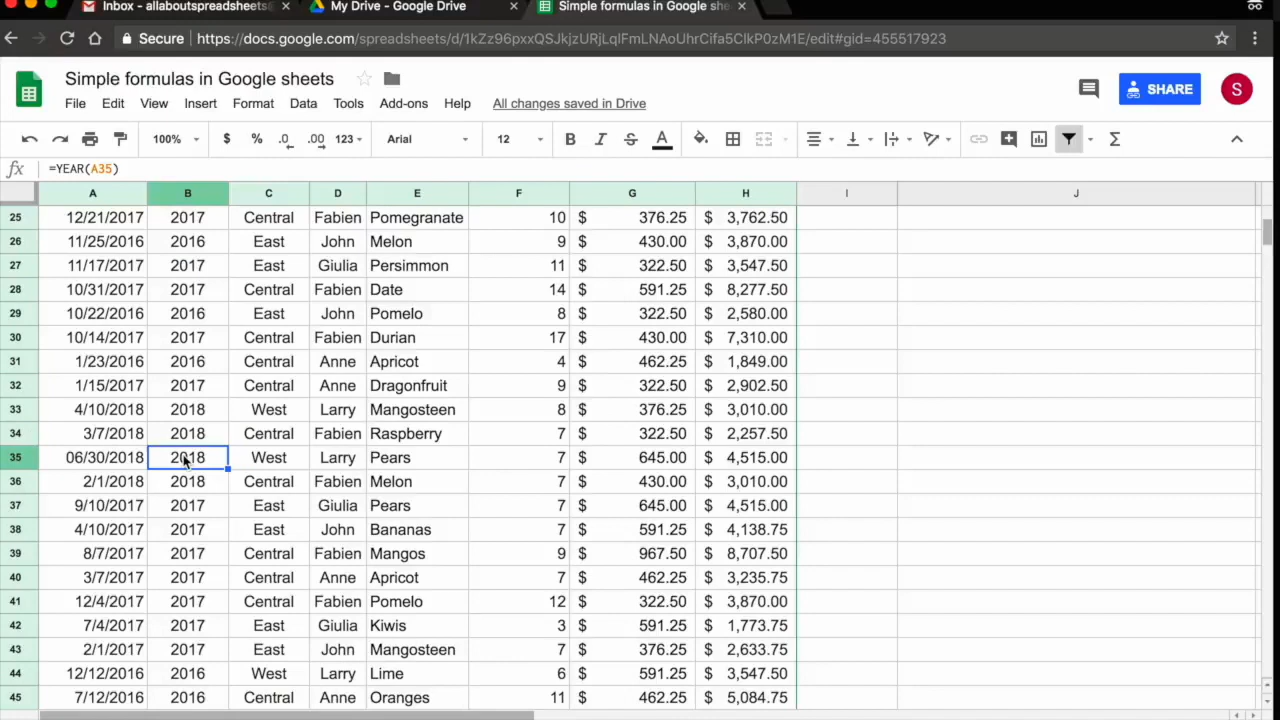 Inbox - allaboutspreadsheets@ My Drive - Google Drive Simple formulas in Google she
Secure https://docs.google.com/spreadsheets/d/1kZz96pxxQSJkjzURjLqlFmLNAoUhrCifa5ClkP0zM1E/edit#gid=455517923
Simple formulas in Google sheets
File Edit View Insert Format Data Tools Add-ons Help All changes saved in Drive
SHARE S
100% $ % .0 .00 123 Arial 12 B I S A Σ
fx =YEAR(A35)
A B C D E F G H I J
25 12/21/2017 2017 Central Fabien Pomegranate 10 $ 376.25 $ 3,762.50
26 11/25/2016 2016 East John Melon 9 $ 430.00 $ 3,870.00
27 11/17/2017 2017 East Giulia Persimmon 11 $ 322.50 $ 3,547.50
28 10/31/2017 2017 Central Fabien Date 14 $ 591.25 $ 8,277.50
29 10/22/2016 2016 East John Pomelo 8 $ 322.50 $ 2,580.00
30 10/14/2017 2017 Central Fabien Durian 17 $ 430.00 $ 7,310.00
31 1/23/2016 2016 Central Anne Apricot 4 $ 462.25 $ 1,849.00
32 1/15/2017 2017 Central Anne Dragonfruit 9 $ 322.50 $ 2,902.50
33 4/10/2018 2018 West Larry Mangosteen 8 $ 376.25 $ 3,010.00
34 3/7/2018 2018 Central Fabien Raspberry 7 $ 322.50 $ 2,257.50
35 06/30/2018 2018 West Larry Pears 7 $ 645.00 $ 4,515.00
36 2/1/2018 2018 Central Fabien Melon 7 $ 430.00 $ 3,010.00
37 9/10/2017 2017 East Giulia Pears 7 $ 645.00 $ 4,515.00
38 4/10/2017 2017 East John Bananas 7 $ 591.25 $ 4,138.75
39 8/7/2017 2017 Central Fabien Mangos 9 $ 967.50 $ 8,707.50
40 3/7/2017 2017 Central Anne Apricot 7 $ 462.25 $ 3,235.75
41 12/4/2017 2017 Central Fabien Pomelo 12 $ 322.50 $ 3,870.00
42 7/4/2017 2017 East Giulia Kiwis 3 $ 591.25 $ 1,773.75
43 2/1/2017 2017 East John Mangosteen 7 $ 376.25 $ 2,633.75
44 12/12/2016 2016 West Larry Lime 6 $ 591.25 $ 3,547.50
45 7/12/2016 2016 Central Anne Oranges 11 $ 462.25 $ 5,084.75